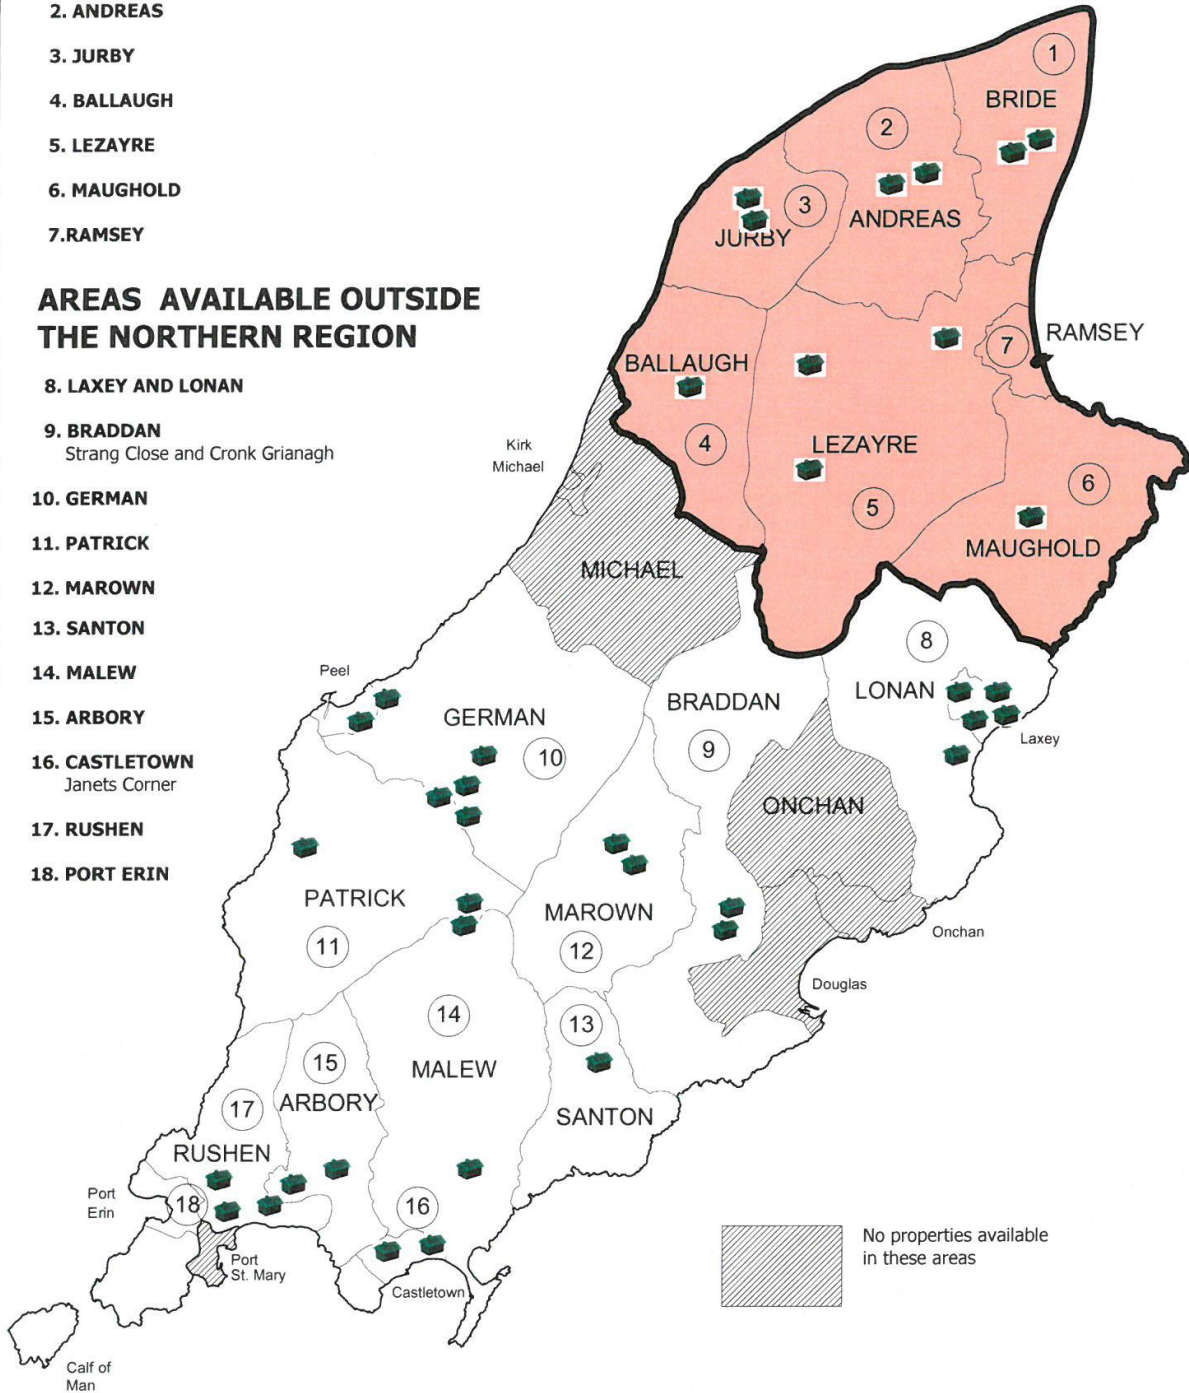 2. ANDREAS
3. JURBY
4. BALLAUGH
5. LEZAYRE
6. MAUGHOLD
7.RAMSEY
AREAS AVAILABLE OUTSIDE
THE NORTHERN REGION
8. LAXEY AND LONAN
9. BRADDAN
Strang Close and Cronk Grianagh
10. GERMAN
11. PATRICK
12. MAROWN
13. SANTON
14. MALEW
15. ARBORY
16. CASTLETOWN
Janets Corner
17. RUSHEN
18. PORT ERIN
1
BRIDE
2
ANDREAS
3
JURBY
7
RAMSEY
BALLAUGH
4
LEZAYRE
5
6
MAUGHOLD
Kirk
Michael
MICHAEL
8
LONAN
Laxey
Peel
GERMAN
10
BRADDAN
9
ONCHAN
Onchan
Douglas
PATRICK
11
MAROWN
12
13
SANTON
14
MALEW
15
ARBORY
17
RUSHEN
18
Port
Erin
16
Port
St. Mary
Castletown
Calf of
Man
No properties available
in these areas